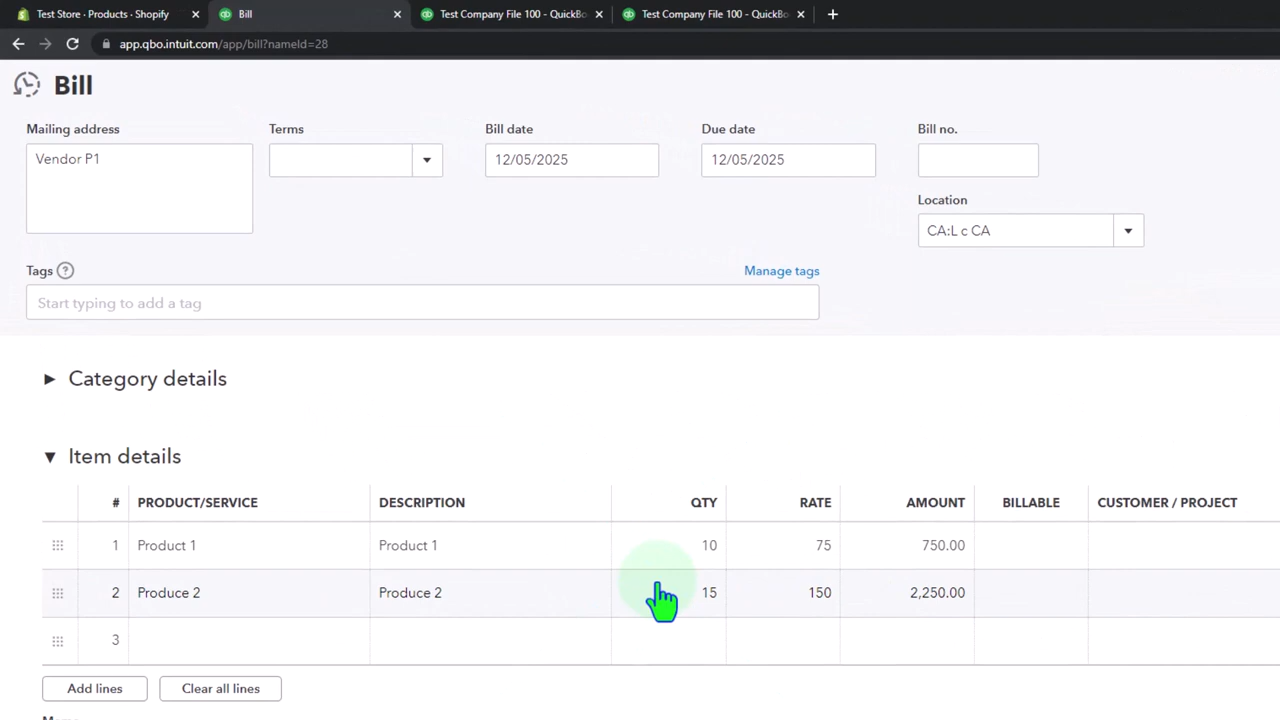 Test Store · Products · Shopify
Bill
Test Company File 100 - QuickBo
Test Company File 100 - QuickBo
app.qbo.intuit.com/app/bill?nameId=28
Bill
Mailing address
Terms
Bill date
Due date
Bill no.
Vendor P1
12/05/2025
12/05/2025
Location
CA:L c CA
Tags ?
Manage tags
Start typing to add a tag
Category details
Item details
# PRODUCT/SERVICE DESCRIPTION QTY RATE AMOUNT BILLABLE CUSTOMER / PROJECT
1 Product 1 Product 1 10 75 750.00
2 Produce 2 Produce 2 15 150 2,250.00
3
Add lines
Clear all lines